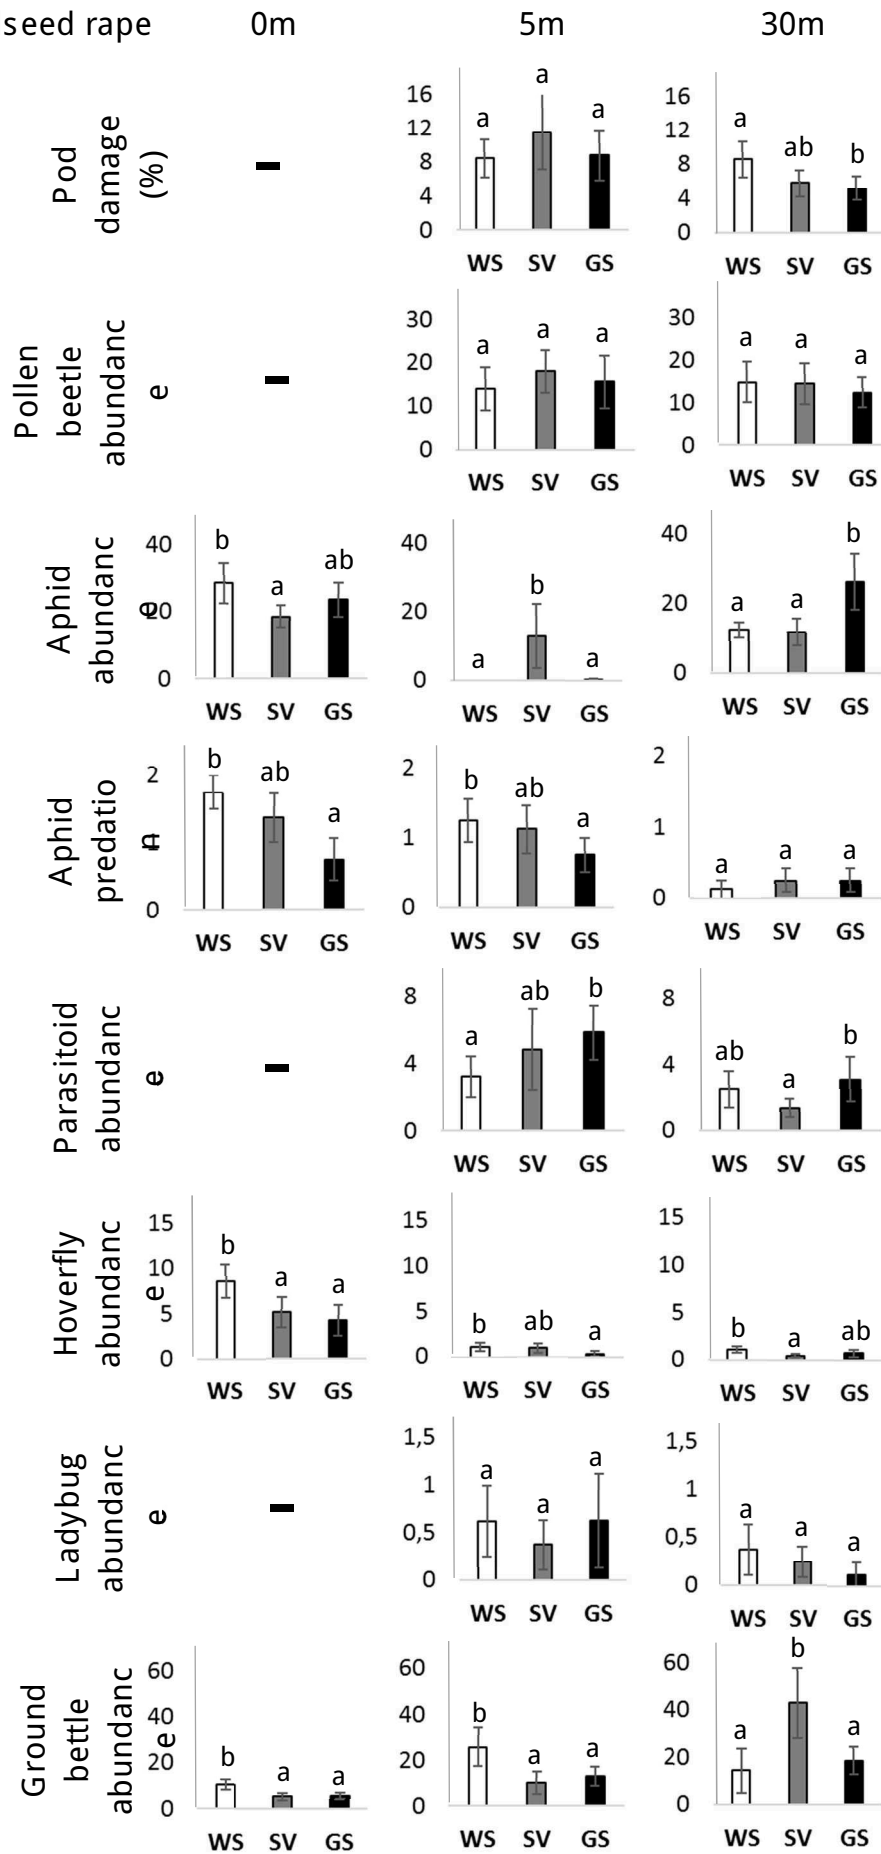 seed rape 0m 5m 30m
Pod
damage
(%)
16
12
8
4
0
a a a
WS SV GS
16
12
8
4
0
a ab b
WS SV GS
Pollen
beetle
abundanc
e
30
20
10
0
a a a
WS SV GS
30
20
10
0
a a a
WS SV GS
Aphid
abundanc
e
40
20
0
b a ab
WS SV GS
40
20
0
a b a
WS SV GS
40
20
0
a a b
WS SV GS
Aphid
predatio
n
2
0
b ab a
WS SV GS
2
1
0
b ab a
WS SV GS
2
1
0
a a a
WS SV GS
Parasitoid
abundanc
e
8
4
0
a ab b
WS SV GS
8
4
0
ab a b
WS SV GS
Hoverfly
abundanc
e
15
10
5
0
b a a
WS SV GS
15
10
5
0
b ab a
WS SV GS
15
10
5
0
b a ab
WS SV GS
Ladybug
abundanc
e
1,5
1
0,5
0
a a a
WS SV GS
1,5
1
0,5
0
a a a
WS SV GS
Ground
bettle
abundanc
e
60
40
20
0
b a a
WS SV GS
60
40
20
0
b a a
WS SV GS
60
40
20
0
a b a
WS SV GS